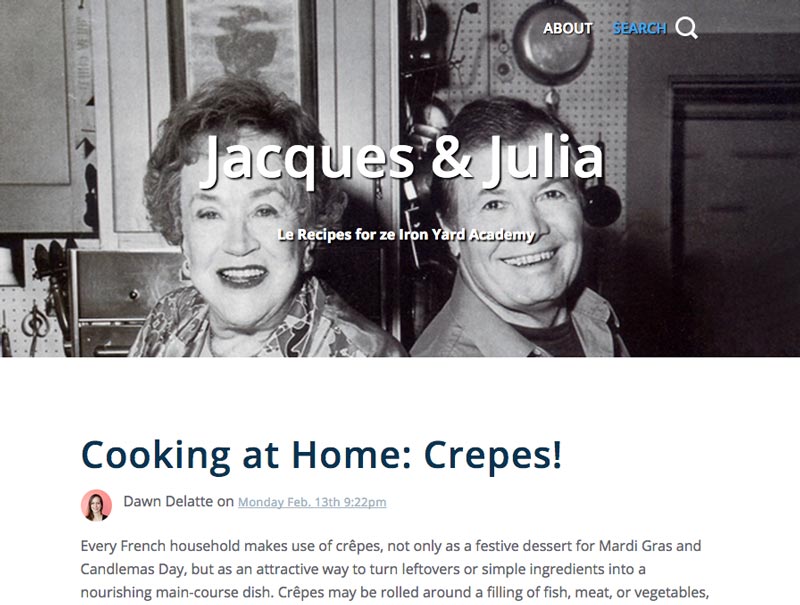 ABOUT SEARCH
Jacques & Julia
Le Recipes for ze Iron Yard Academy
Cooking at Home: Crepes!
Dawn Delatte on Monday Feb. 13th 9:22pm
Every French household makes use of crêpes, not only as a festive dessert for Mardi Gras and
Candlemas Day, but as an attractive way to turn leftovers or simple ingredients into a
nourishing main-course dish. Crêpes may be rolled around a filling of fish, meat, or vegetables,